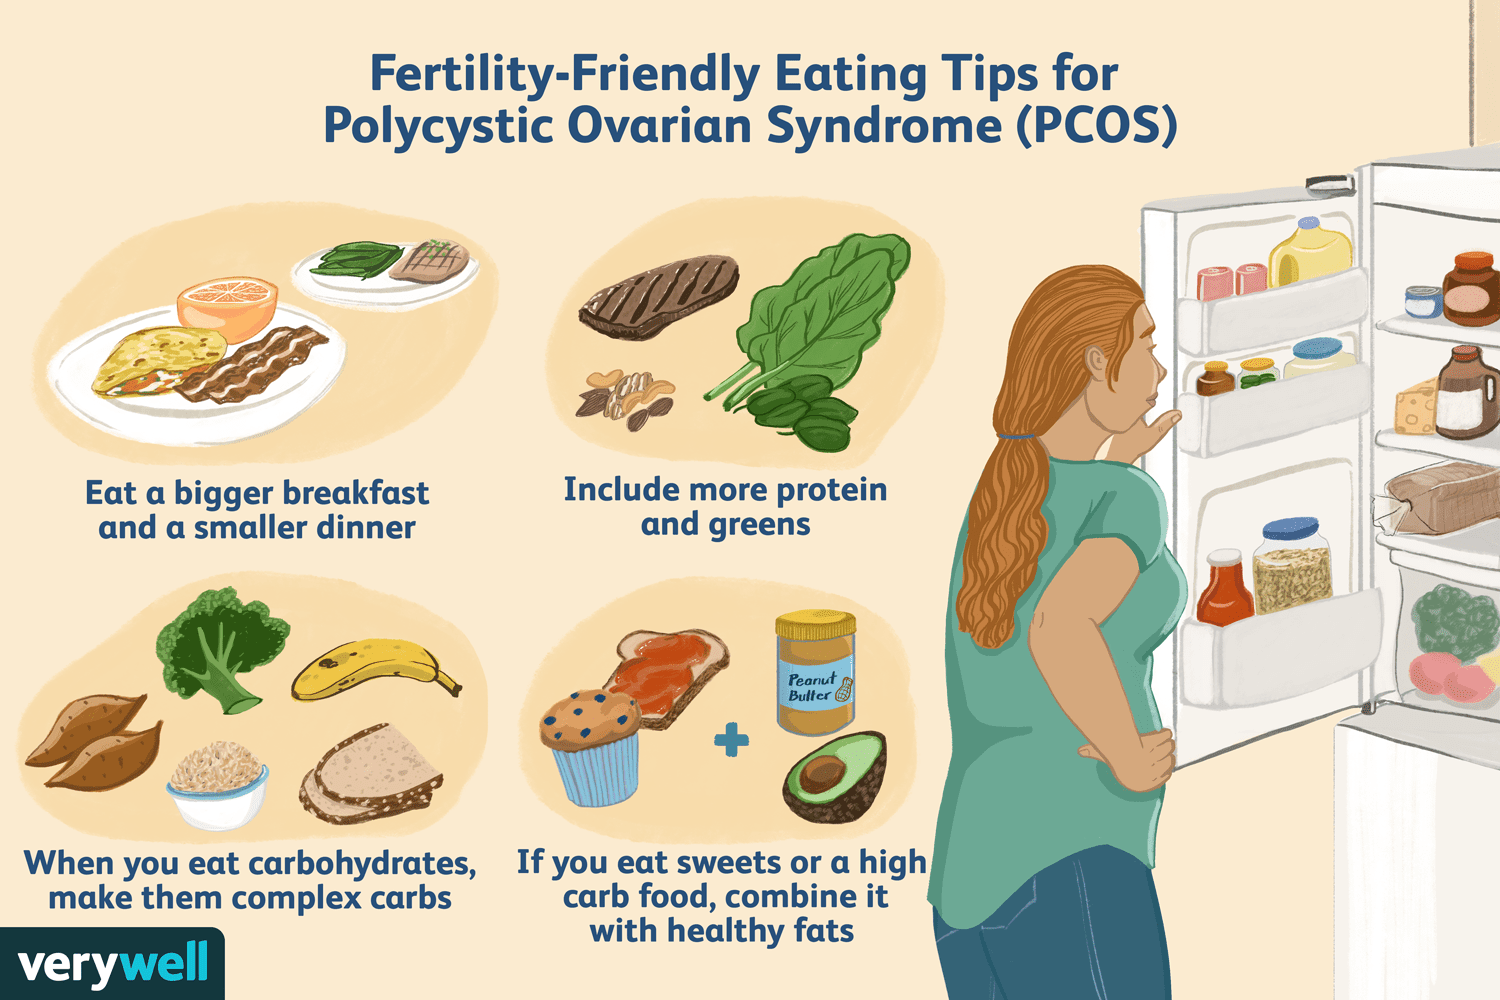 Fertility-Friendly Eating Tips for
Polycystic Ovarian Syndrome (PCOS)
Eat a bigger breakfast
and a smaller dinner
Include more protein
and greens
Peanut
Butter
When you eat carbohydrates,
make them complex carbs
If you eat sweets or a high
carb food, combine it
with healthy fats
verywell